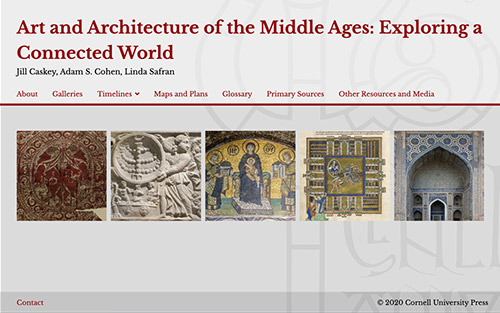 Art and Architecture of the Middle Ages: Exploring a
Connected World
Jill Caskey, Adam S. Cohen, Linda Safran
About Galleries Timelines Maps and Plans Glossary Primary Sources Other Resources and Media
Contact © 2020 Cornell University Press